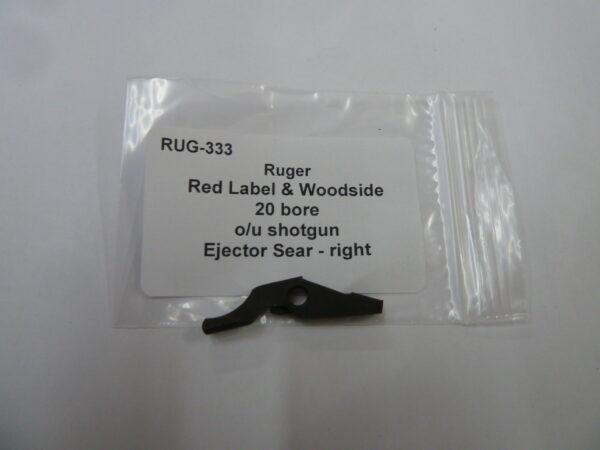 RUG-333
Ruger
Red Label & Woodside
20 bore
o/u shotgun
Ejector Sear - right